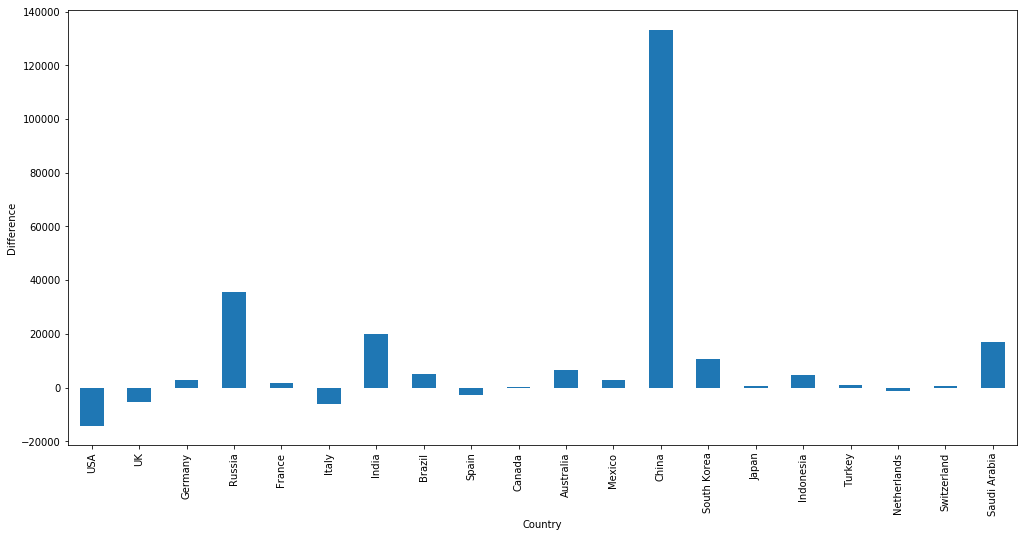 140000
120000
100000
80000
60000
40000
20000
0
−20000
Difference
USA
UK
Germany
Russia
France
Italy
India
Brazil
Spain
Canada
Australia
Mexico
China
South Korea
Japan
Indonesia
Turkey
Netherlands
Switzerland
Saudi Arabia
Country